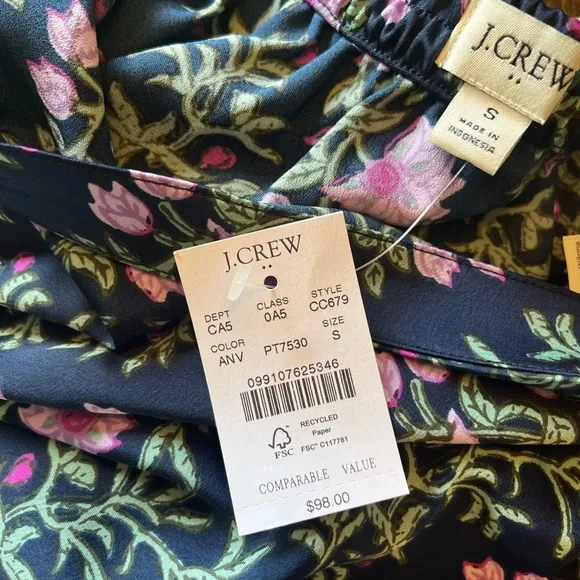 J.CREW
S
MADE IN
INDONESIA
J.CREW
DEPT CLASS STYLE
CA5 0A5 CC679
COLOR SIZE
ANV PT7530 S
099107625346
RECYCLED
Paper
FSC FSC® C117781
COMPARABLE VALUE
$98.00